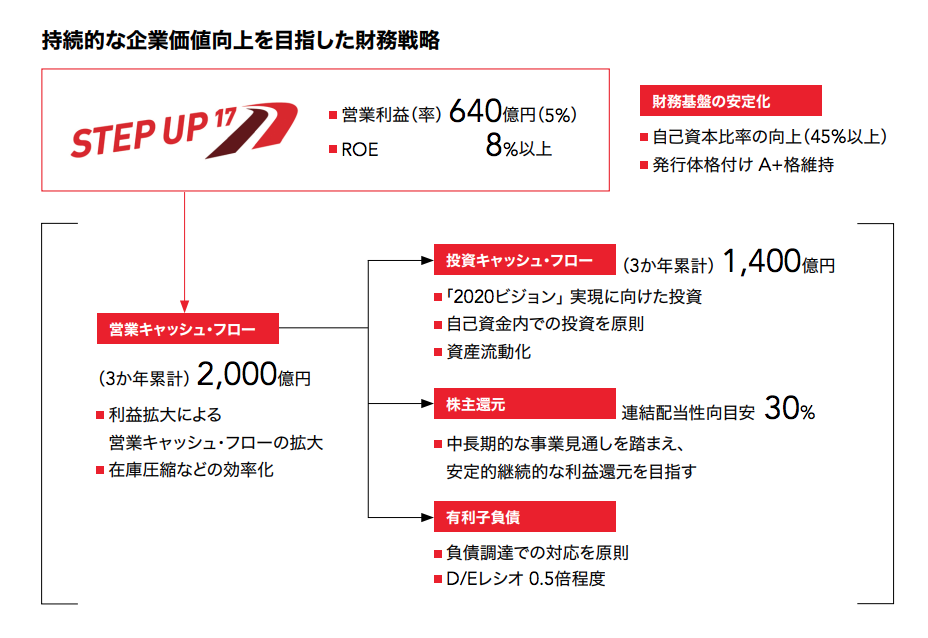 持続的な企業価値向上を目指した財務戦略
STEP UP 17
■営業利益(率) 640億円(5%)
■ROE 8%以上
財務基盤の安定化
■自己資本比率の向上(45%以上)
■発行体格付け A+格維持
営業キャッシュ・フロー
(3か年累計) 2,000億円
■利益拡大による
営業キャッシュ・フローの拡大
■在庫圧縮などの効率化
投資キャッシュ・フロー (3か年累計) 1,400億円
■「2020ビジョン」実現に向けた投資
■自己資金内での投資を原則
■資産流動化
株主還元 連結配当性向目安 30%
■中長期的な事業見通しを踏まえ、
安定的継続的な利益還元を目指す
有利子負債
■負債調達での対応を原則
■D/Eレシオ 0.5倍程度